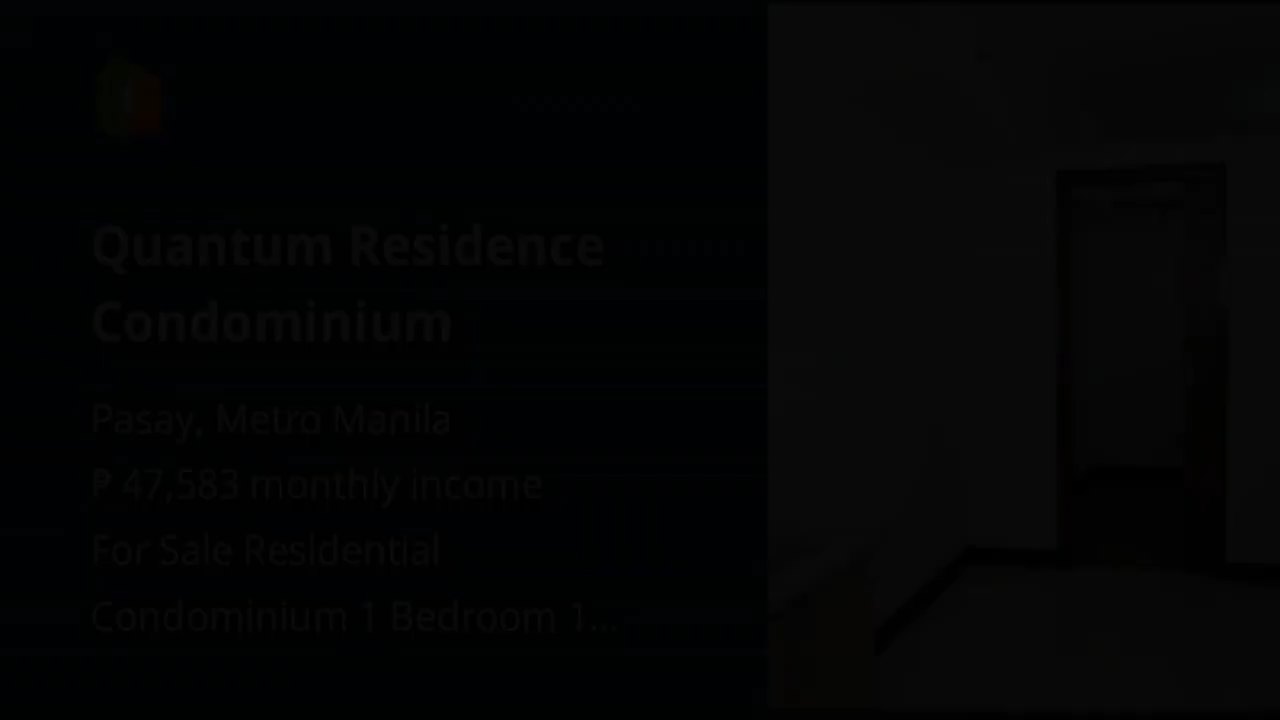 Quantum Residence
Condominium
Pasay, Metro Manila
₱ 47,583 monthly income
For Sale Residential
Condominium 1 Bedroom 1...